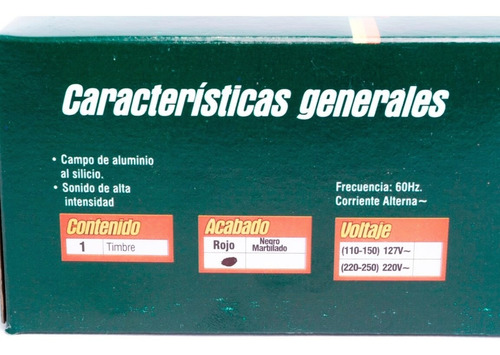 Características generales
• Campo de aluminio
al silicio.
• Sonido de alta
intensidad
Frecuencia: 60Hz.
Corriente Alterna~
Contenido
1 Timbre
Acabado
Rojo
Negro
Marbilado
Voltaje
(110-150) 127V~
(220-250) 220V~